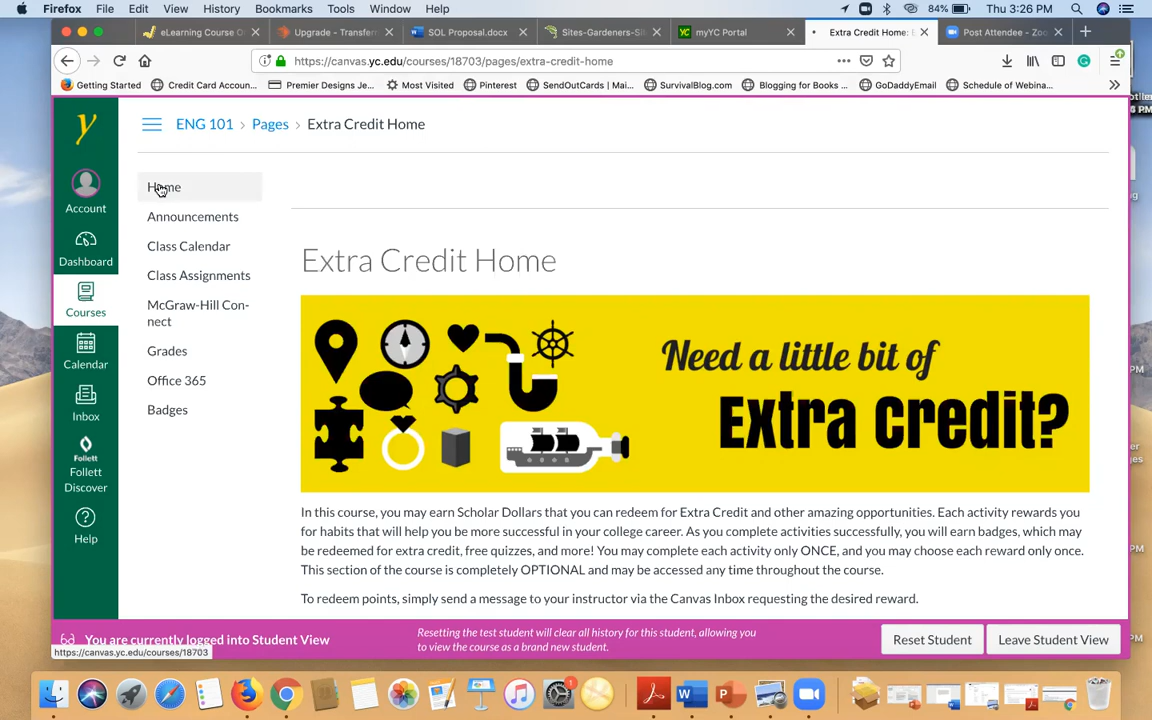 Firefox File Edit View History Bookmarks Tools Window Help 84% Thu 3:26 PM
eLearning Course O Upgrade - Transfer SOL Proposal.docx Sites-Gardeners-Sli myYC Portal Extra Credit Home: E Post Attendee - Zoo
https://canvas.yc.edu/courses/18703/pages/extra-credit-home
Getting Started Credit Card Accoun... Premier Designs Je... Most Visited Pinterest SendOutCards | Mai... SurvivalBlog.com Blogging for Books ... GoDaddyEmail Schedule of Webina...
y
ENG 101 › Pages › Extra Credit Home
Account
Dashboard
Courses
Calendar
Inbox
Follett
Follett
Discover
Help
Home
Announcements
Class Calendar
Class Assignments
McGraw-Hill Con-
nect
Grades
Office 365
Badges
Extra Credit Home
Need a little bit of
Extra Credit?
In this course, you may earn Scholar Dollars that you can redeem for Extra Credit and other amazing opportunities. Each activity rewards you
for habits that will help you be more successful in your college career. As you complete activities successfully, you will earn badges, which may
be redeemed for extra credit, free quizzes, and more! You may complete each activity only ONCE, and you may choose each reward only once.
This section of the course is completely OPTIONAL and may be accessed any time throughout the course.
To redeem points, simply send a message to your instructor via the Canvas Inbox requesting the desired reward.
You are currently logged into Student View
Resetting the test student will clear all history for this student, allowing you
to view the course as a brand new student.
Reset Student
Leave Student View
https://canvas.yc.edu/courses/18703